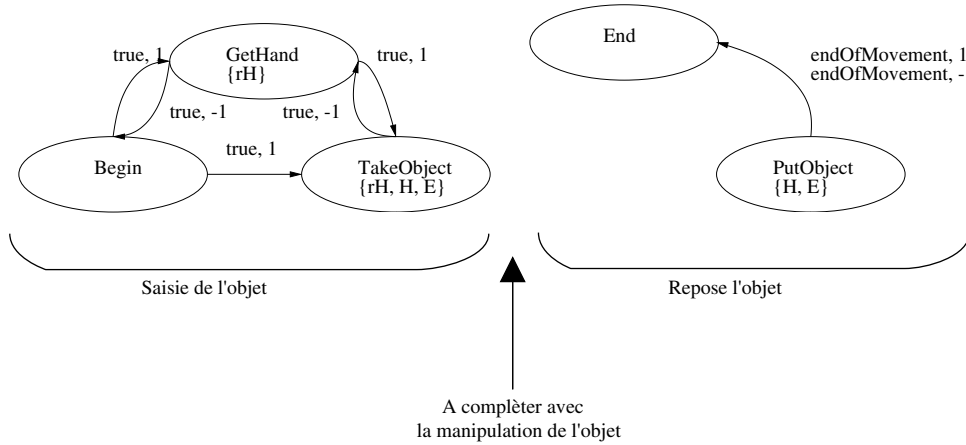 true, 1
GetHand
{rH}
true, 1
true, -1
true, -1
Begin
true, 1
TakeObject
{rH, H, E}
End
endOfMovement, 1
endOfMovement, -
PutObject
{H, E}
Saisie de l'objet
Repose l'objet
A complèter avec
la manipulation de l'objet